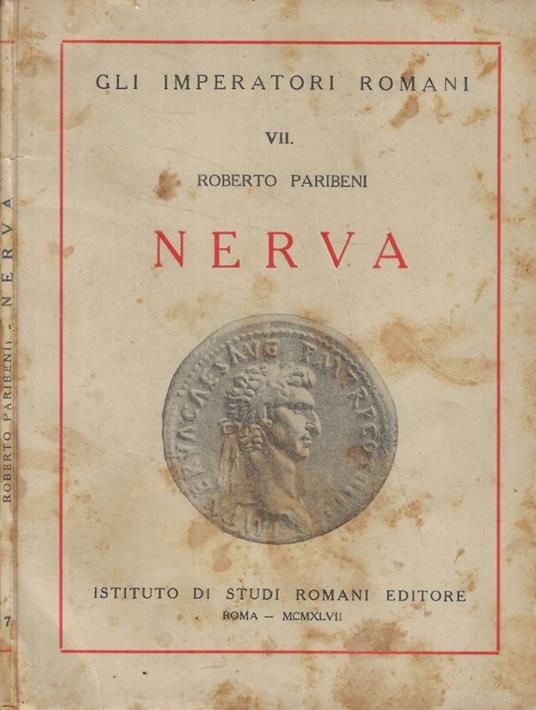 GLI IMPERATORI ROMANI
VII.
ROBERTO PARIBENI
NERVA
ISTITUTO DI STUDI ROMANI EDITORE
ROMA — MCMXLVII
ROBERTO PARIBENI - NERVA
7